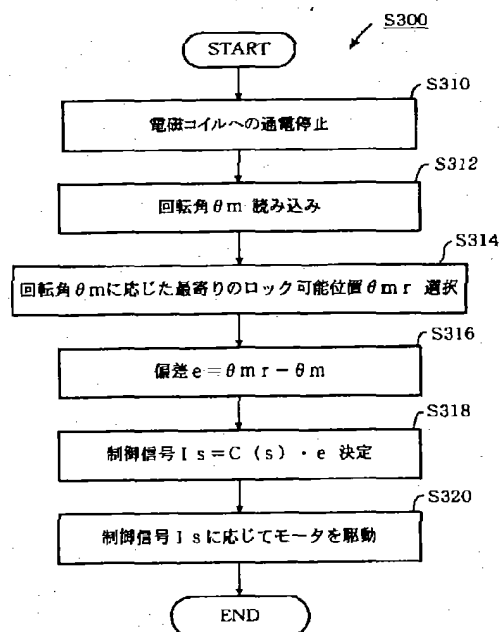 S300
START
S310
電磁コイルへの通電停止
S312
回転角θm 読み込み
S314
回転角θmに応じた最寄りのロック可能位置θmr 選択
S316
偏差e=θmr-θm
S318
制御信号Is=C(s)・e 決定
S320
制御信号Isに応じてモータを駆動
END